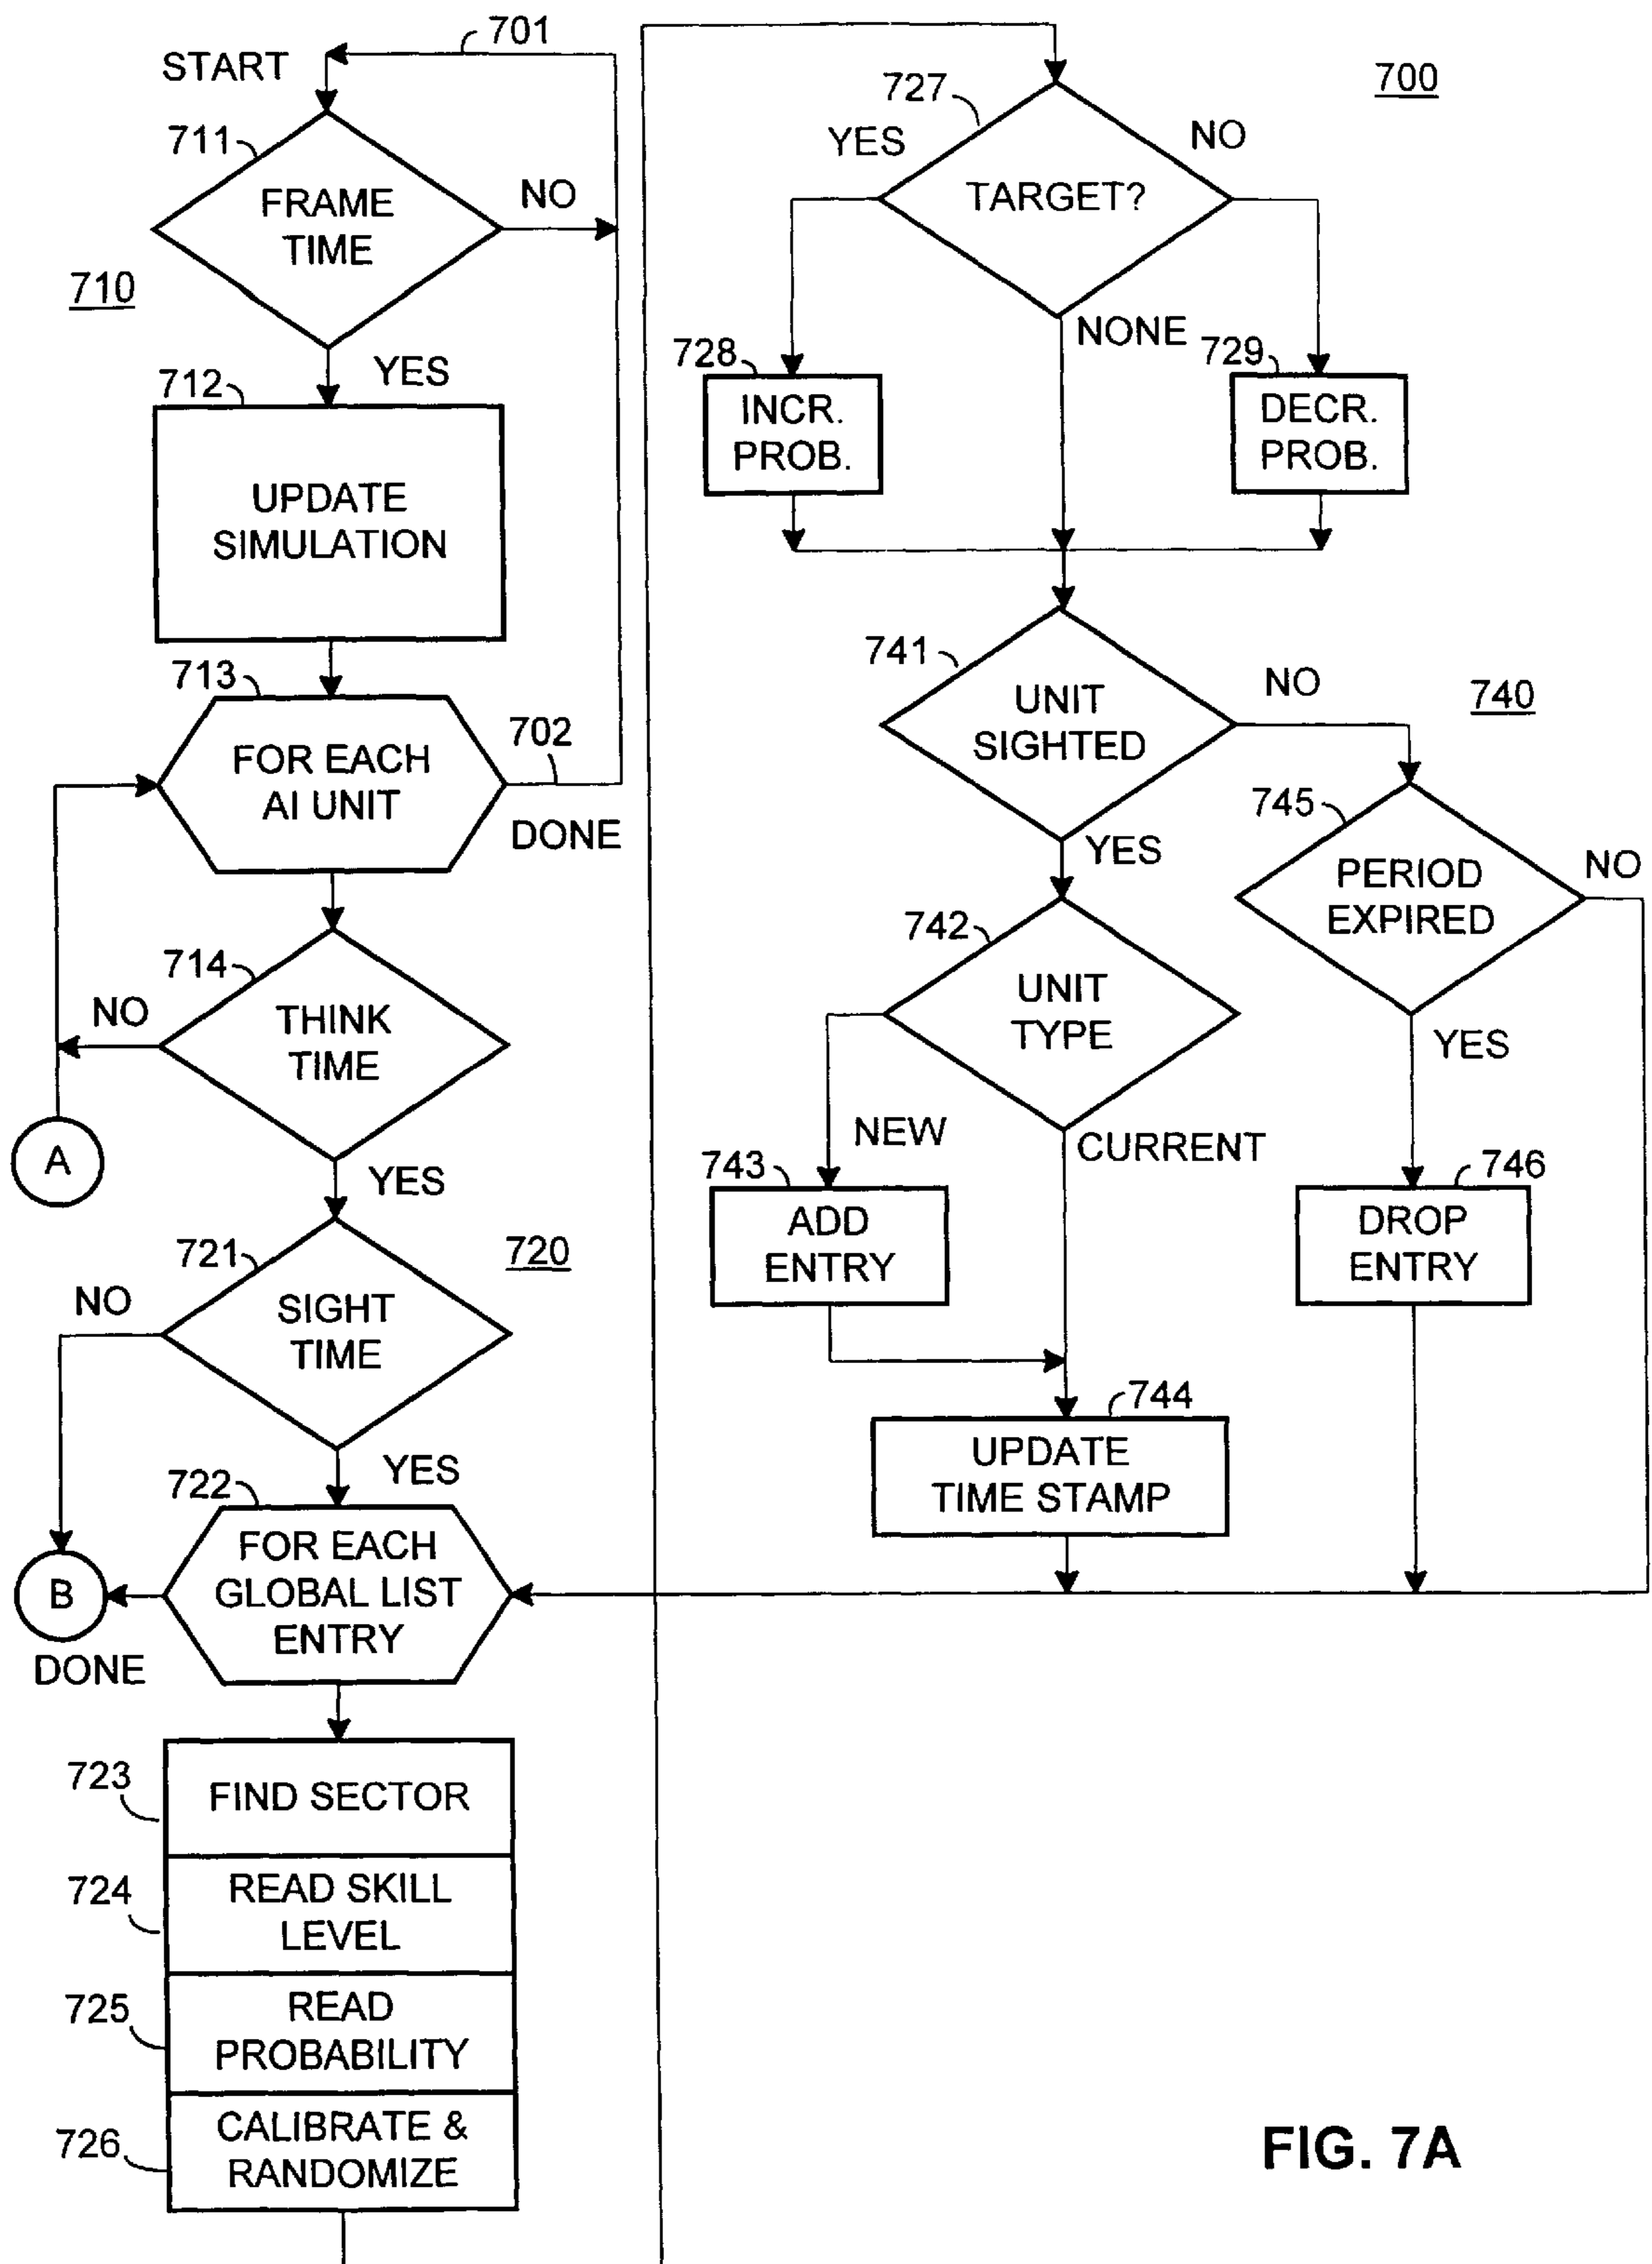 701
START
711
FRAME
TIME
NO
710
YES
712
UPDATE
SIMULATION
713
FOR EACH
AI UNIT
702
DONE
714
NO
THINK
TIME
A
YES
721
720
NO
SIGHT
TIME
YES
722
FOR EACH
GLOBAL LIST
ENTRY
B
DONE
723
FIND SECTOR
724
READ SKILL
LEVEL
725
READ
PROBABILITY
726
CALIBRATE &
RANDOMIZE
700
727
YES
NO
TARGET?
NONE
728
INCR.
PROB.
729
DECR.
PROB.
741
UNIT
SIGHTED
NO
740
YES
745
PERIOD
EXPIRED
NO
742
UNIT
TYPE
YES
NEW
CURRENT
743
ADD
ENTRY
746
DROP
ENTRY
744
UPDATE
TIME STAMP
FIG. 7A